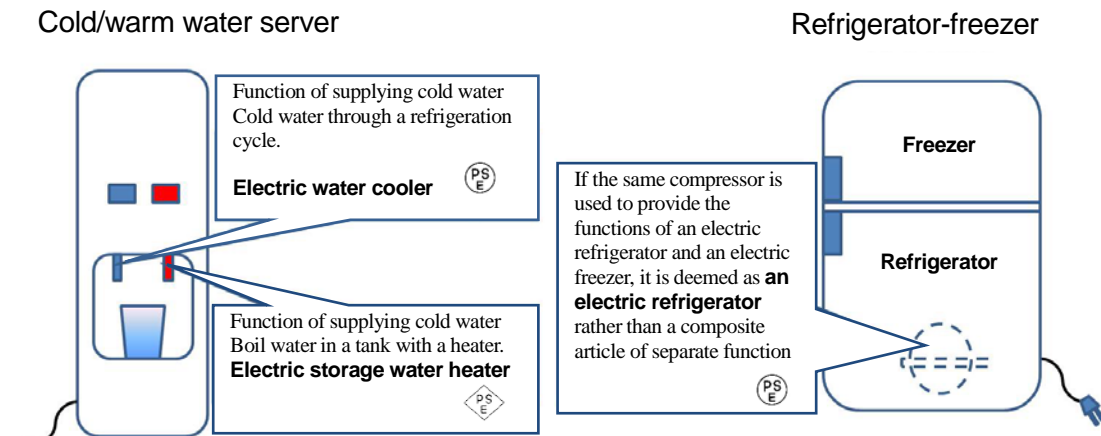 Cold/warm water server
Refrigerator-freezer
Function of supplying cold water
Cold water through a refrigeration
cycle.
Electric water cooler
PS
E
Function of supplying cold water
Boil water in a tank with a heater.
Electric storage water heater
PS
E
If the same compressor is
used to provide the
functions of an electric
refrigerator and an electric
freezer, it is deemed as an
electric refrigerator
rather than a composite
article of separate function
PS
E
Freezer
Refrigerator